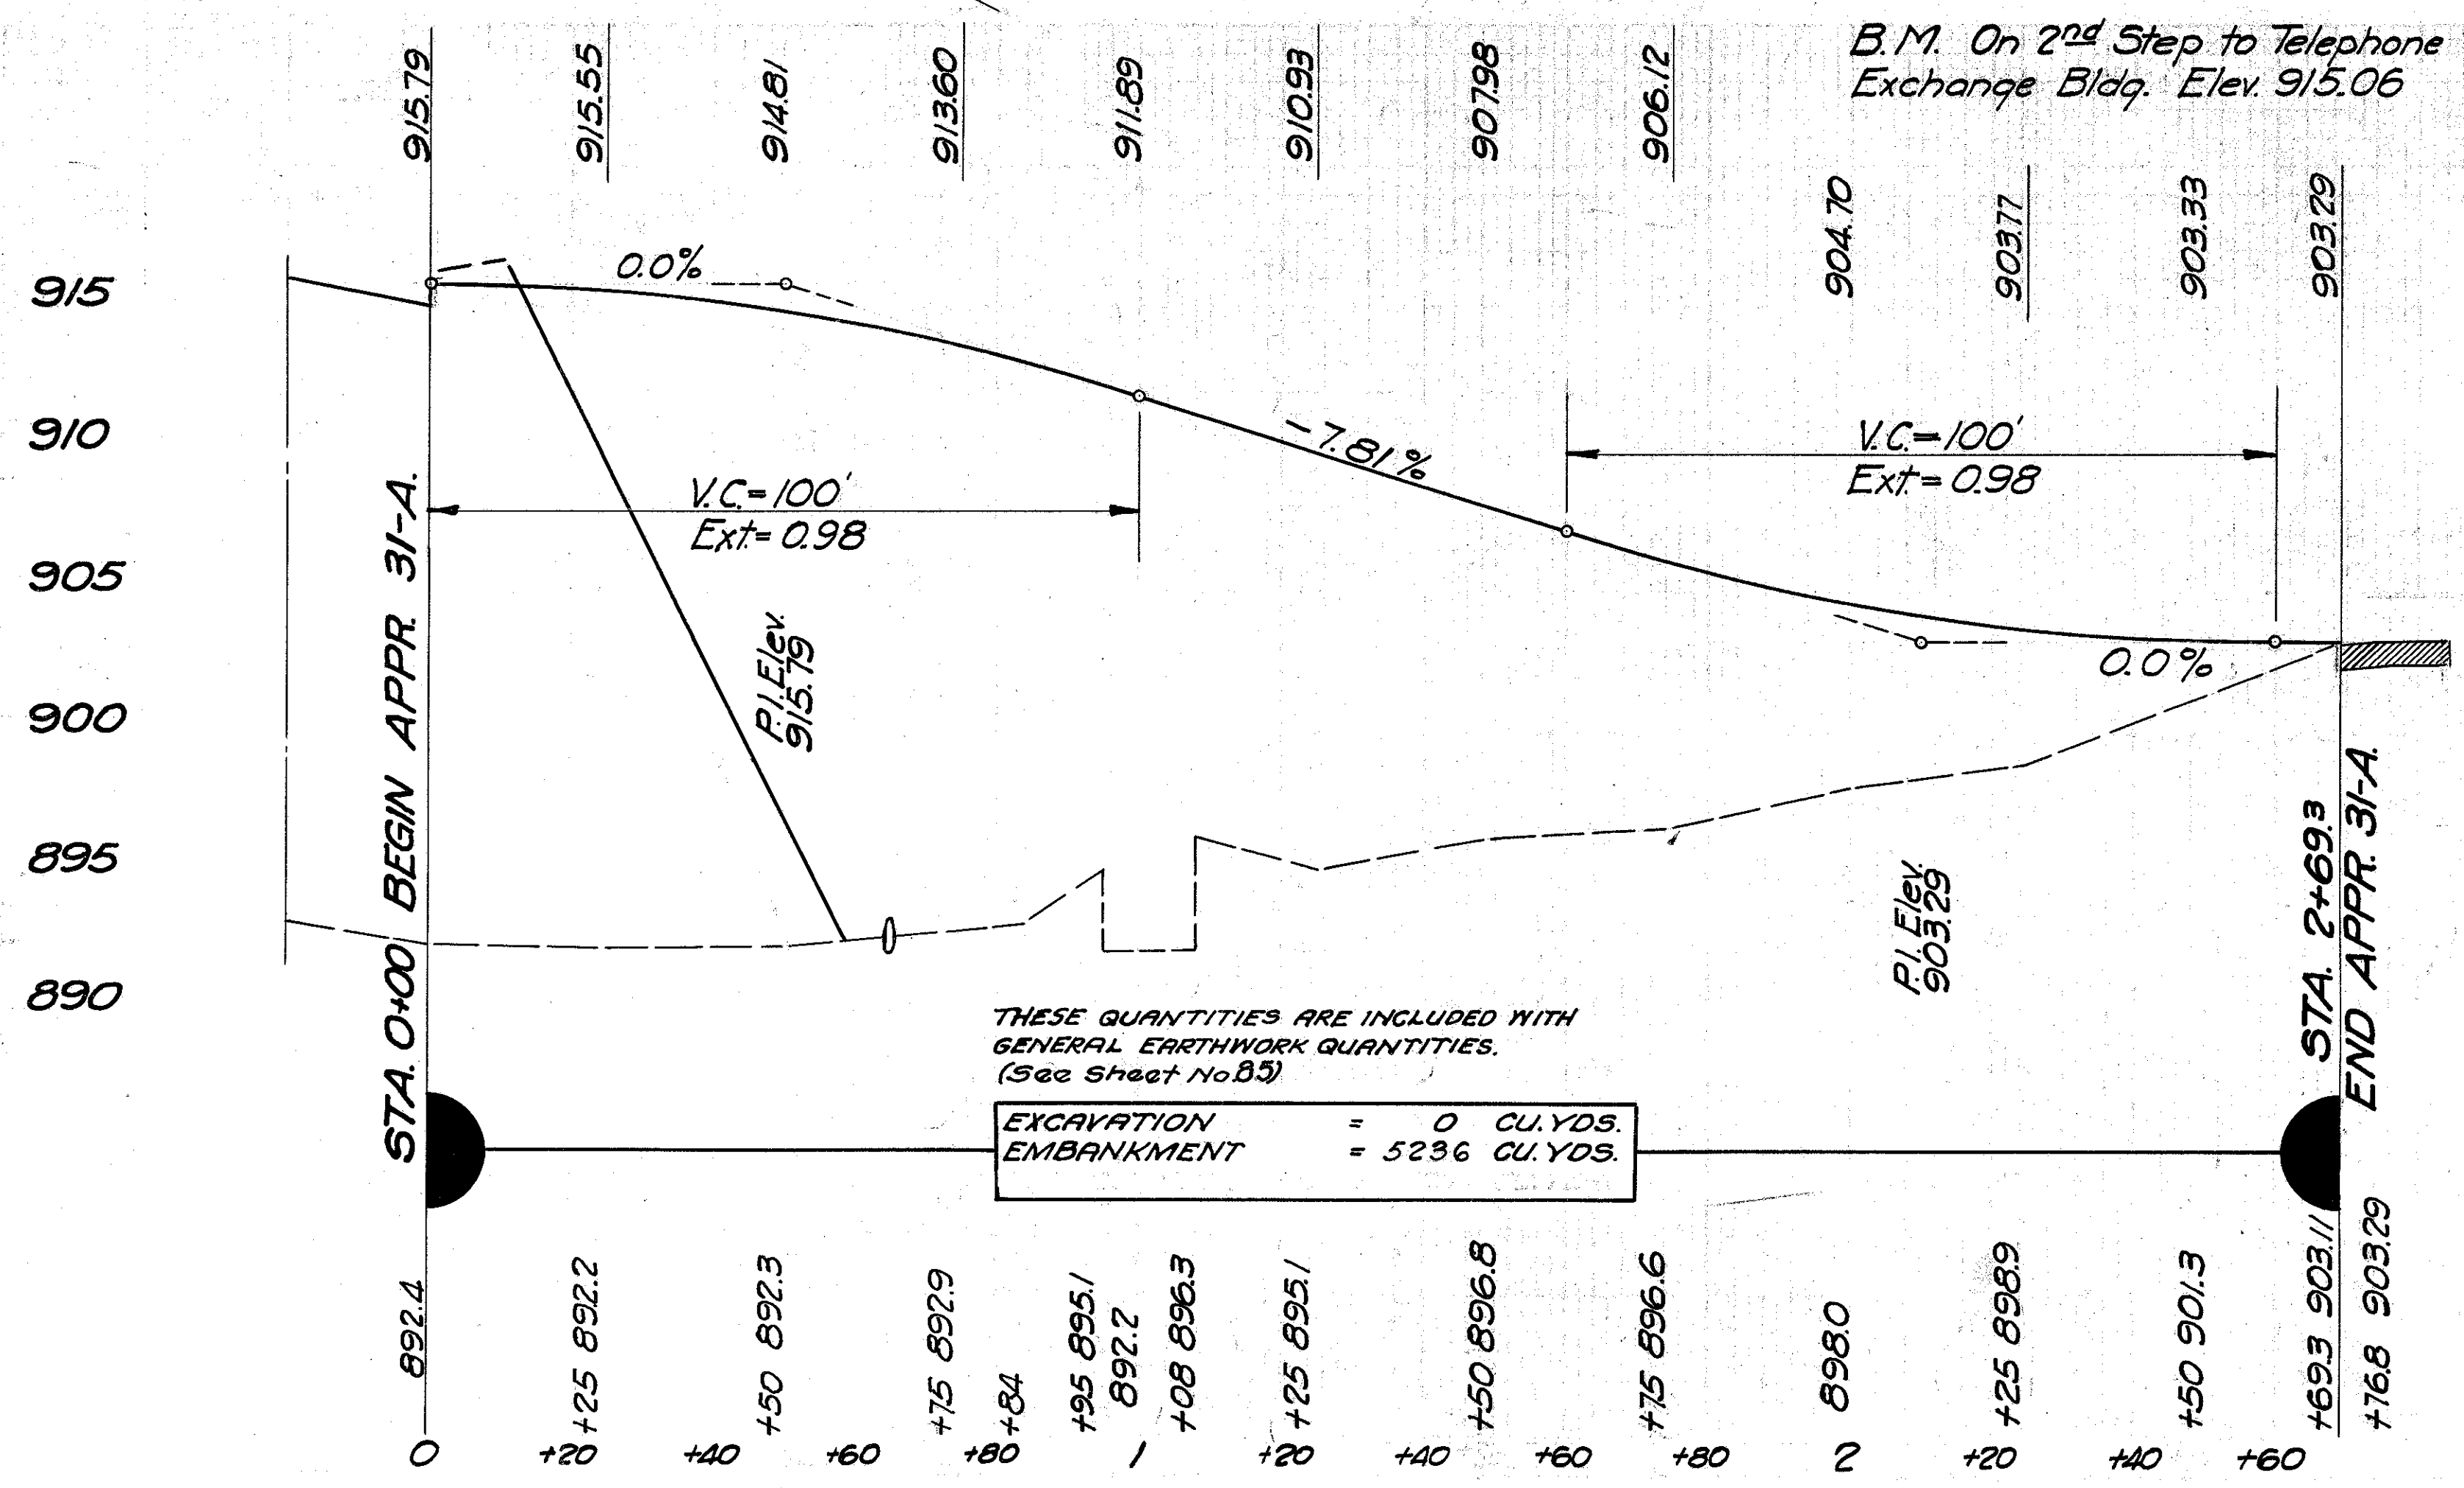 B.M. On 2nd Step to Telephone
Exchange Bldg. Elev. 915.06
915.79
915.55
914.81
913.60
911.89
910.93
907.98
906.12
904.70
903.77
903.33
903.29
915
910
905
900
895
890
0.0%
-7.81%
0.0%
V.C.=100'
Ext.=0.98
V.C.=100'
Ext.=0.98
P.I. Elev.
915.79
P.I. Elev.
903.29
STA. 0+00 BEGIN APPR. 31-A.
STA. 2+69.3
END APPR. 31-A.
THESE QUANTITIES ARE INCLUDED WITH
GENERAL EARTHWORK QUANTITIES.
(See Sheet No.85)
EXCAVATION = 0 CU. YDS.
EMBANKMENT = 5236 CU. YDS.
892.4
+25 892.2
+50 892.3
+75 892.9
+84
+95 895.1
892.2
+08 896.3
+25 895.1
+50 896.8
+75 896.6
898.0
+25 898.9
+50 901.3
+69.3 903.11
+76.8 903.29
0 +20 +40 +60 +80 1 +20 +40 +60 +80 2 +20 +40 +60